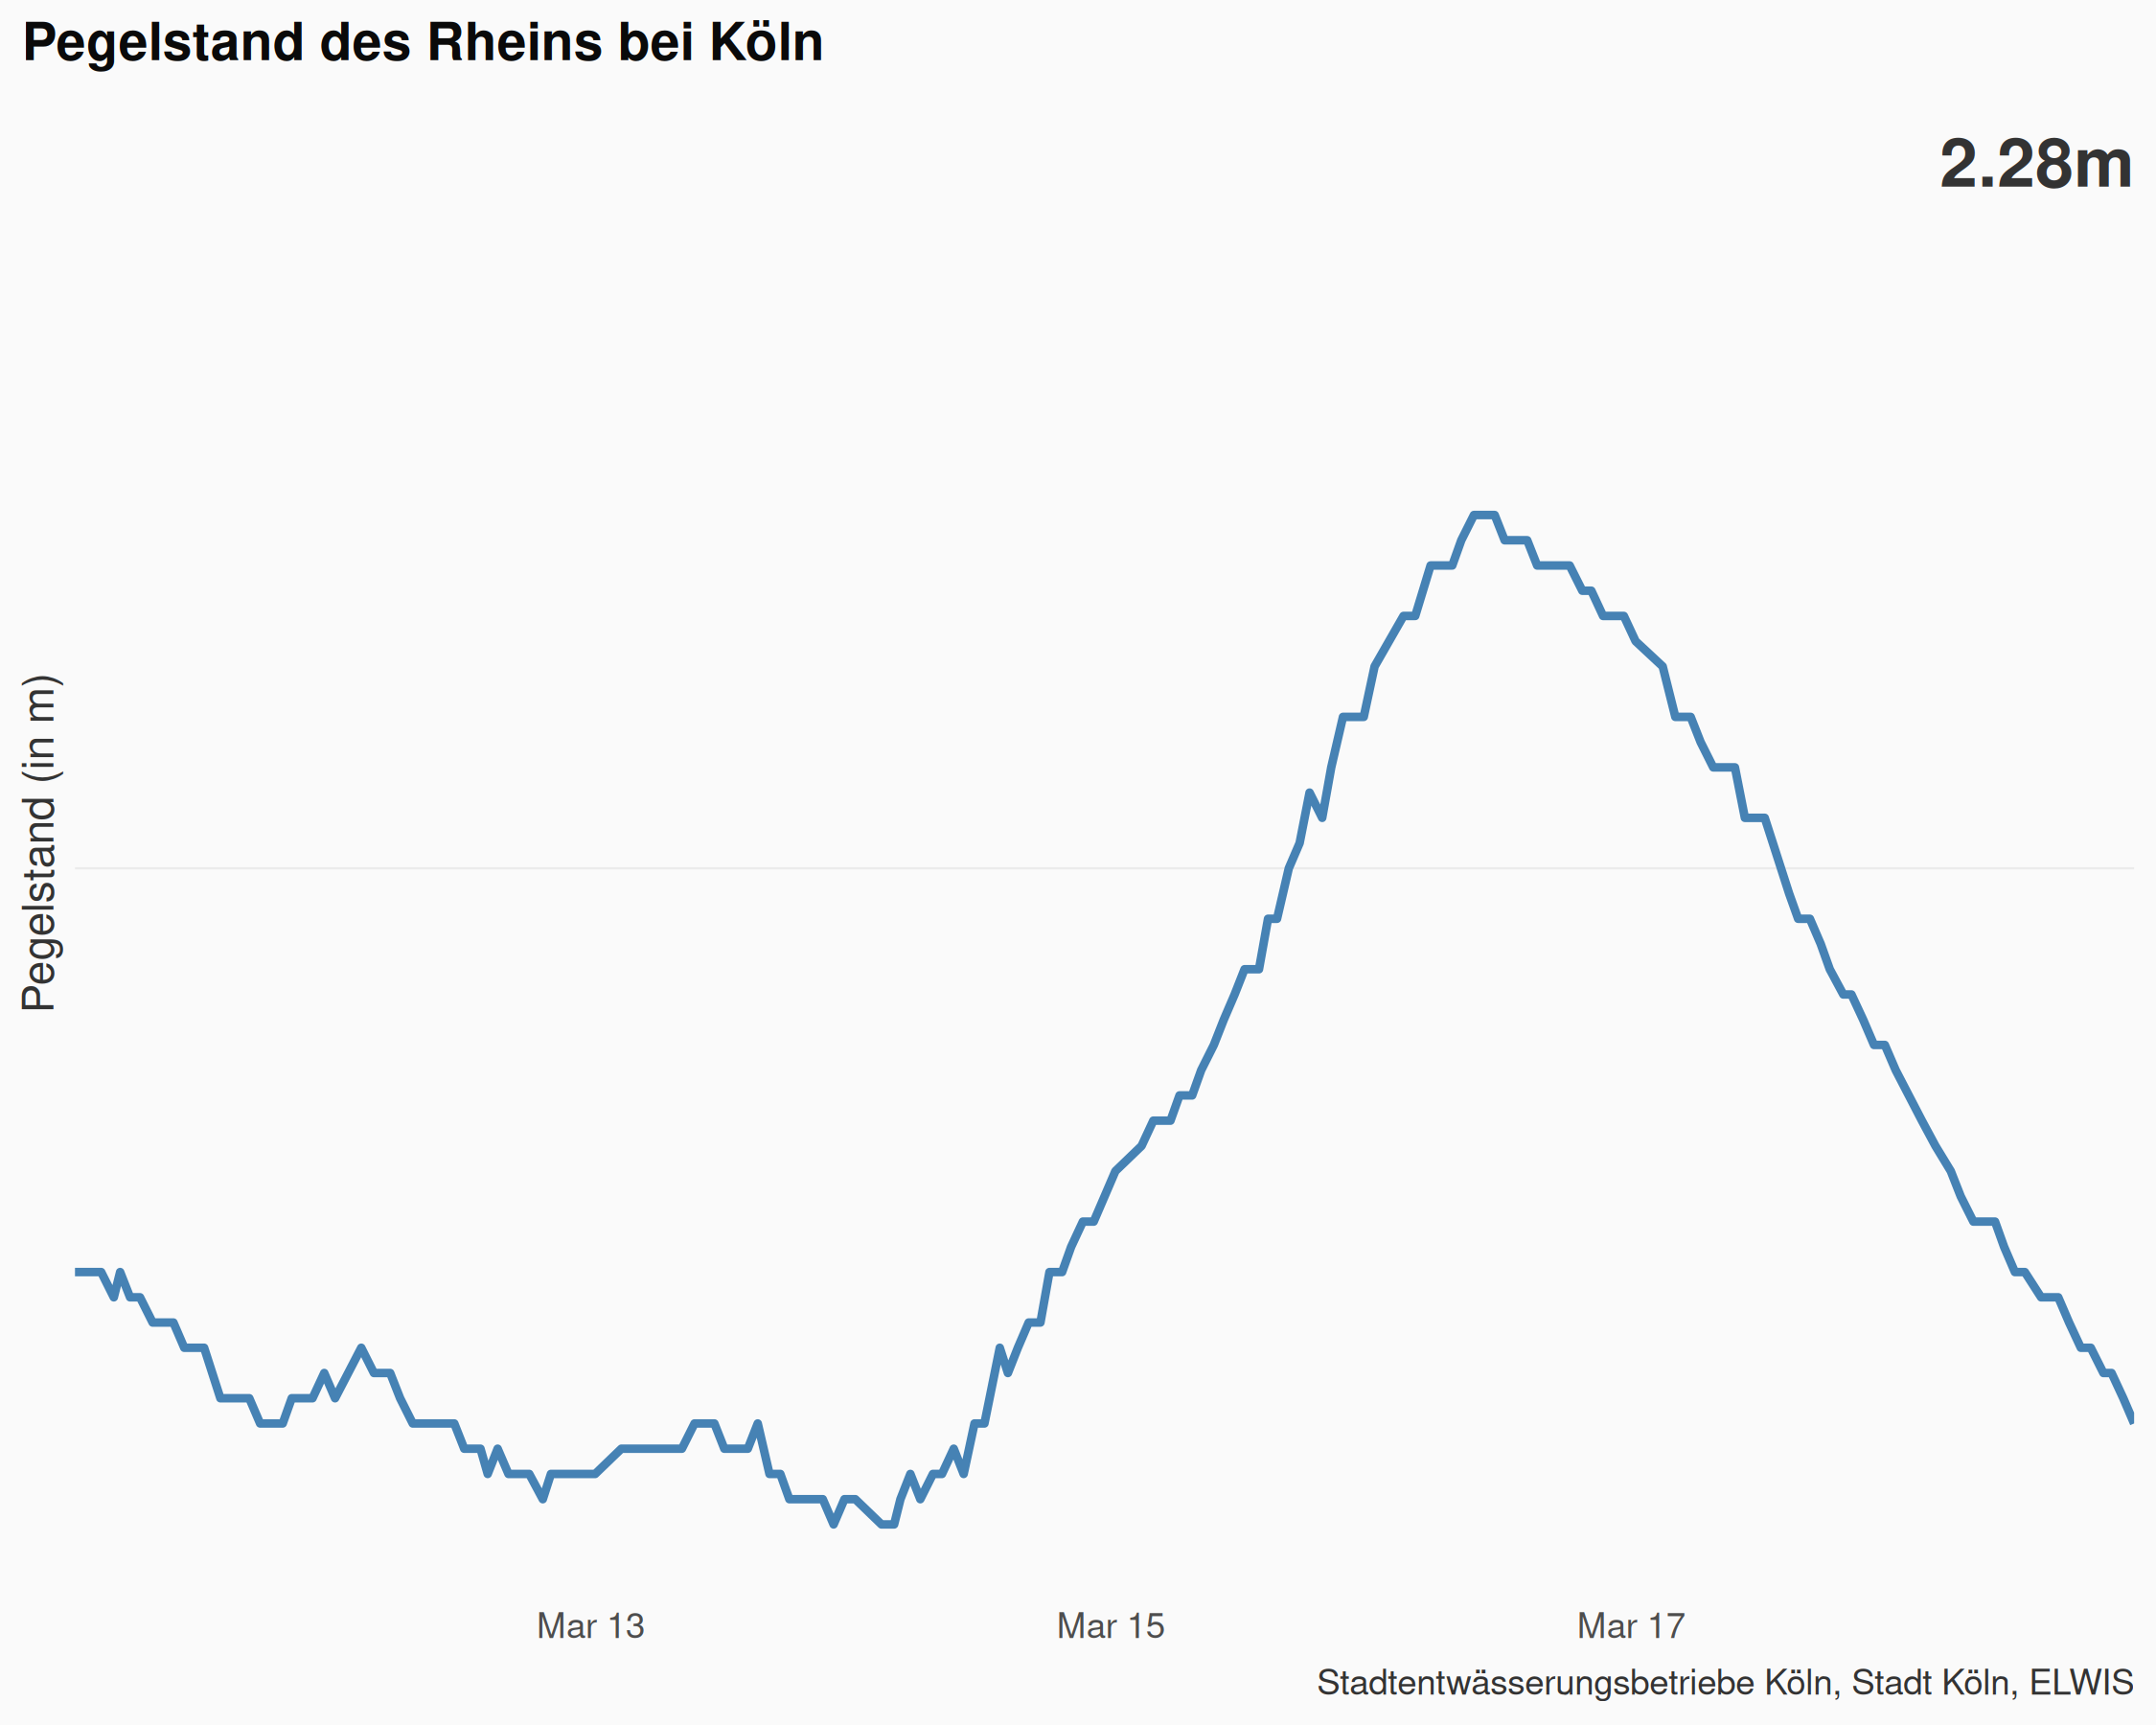 Pegelstand des Rheins bei Köln
2.28m
Pegelstand (in m)
Mar 13
Mar 15
Mar 17
Stadtentwässerungsbetriebe Köln, Stadt Köln, ELWIS